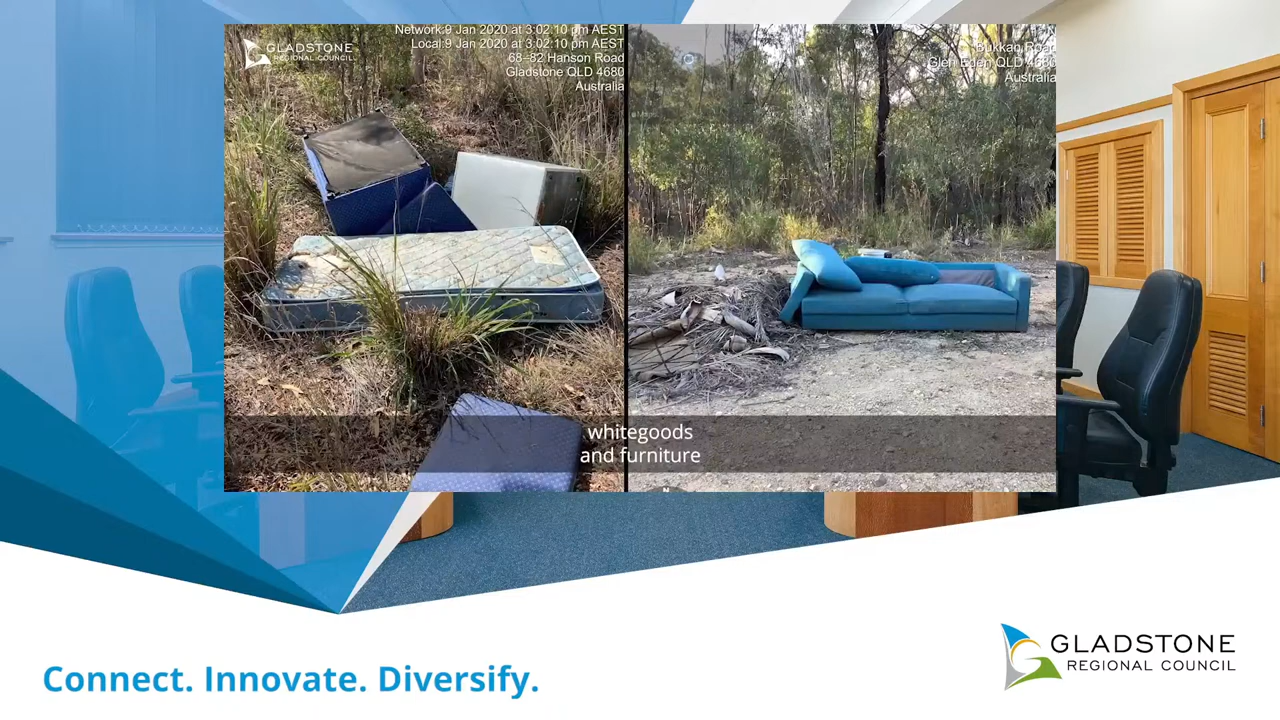 GLADSTONE
REGIONAL COUNCIL
Network:9 Jan 2020 at 3:02:10 pm AEST
Local:9 Jan 2020 at 3:02:10 pm AEST
68–82 Hanson Road
Gladstone QLD 4680
Australia
Bukkan Road
Glen Eden QLD 4680
Australia
whitegoods
and furniture
Connect. Innovate. Diversify.
GLADSTONE
REGIONAL COUNCIL